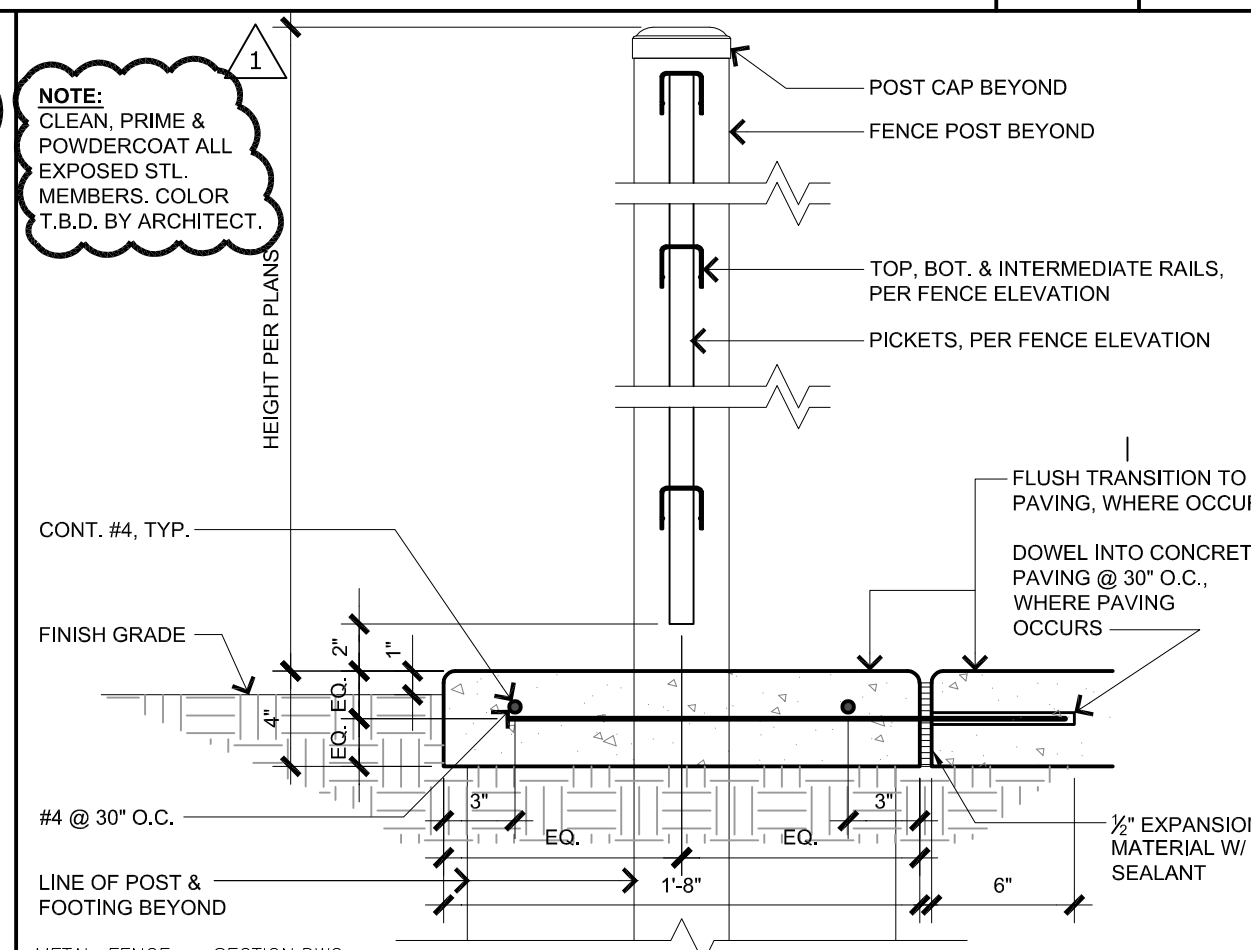 1
NOTE:
CLEAN, PRIME &
POWDERCOAT ALL
EXPOSED STL.
MEMBERS. COLOR
T.B.D. BY ARCHITECT.
HEIGHT PER PLANS
POST CAP BEYOND
FENCE POST BEYOND
TOP, BOT. & INTERMEDIATE RAILS,
PER FENCE ELEVATION
PICKETS, PER FENCE ELEVATION
FLUSH TRANSITION TO
PAVING, WHERE OCCUR
DOWEL INTO CONCRET
PAVING @ 30" O.C.,
WHERE PAVING
OCCURS
CONT. #4, TYP.
FINISH GRADE
2"
1"
EQ.
4"
EQ.
#4 @ 30" O.C.
3"
3"
EQ.
EQ.
1'-8"
6"
½" EXPANSION
MATERIAL W/
SEALANT
LINE OF POST &
FOOTING BEYOND